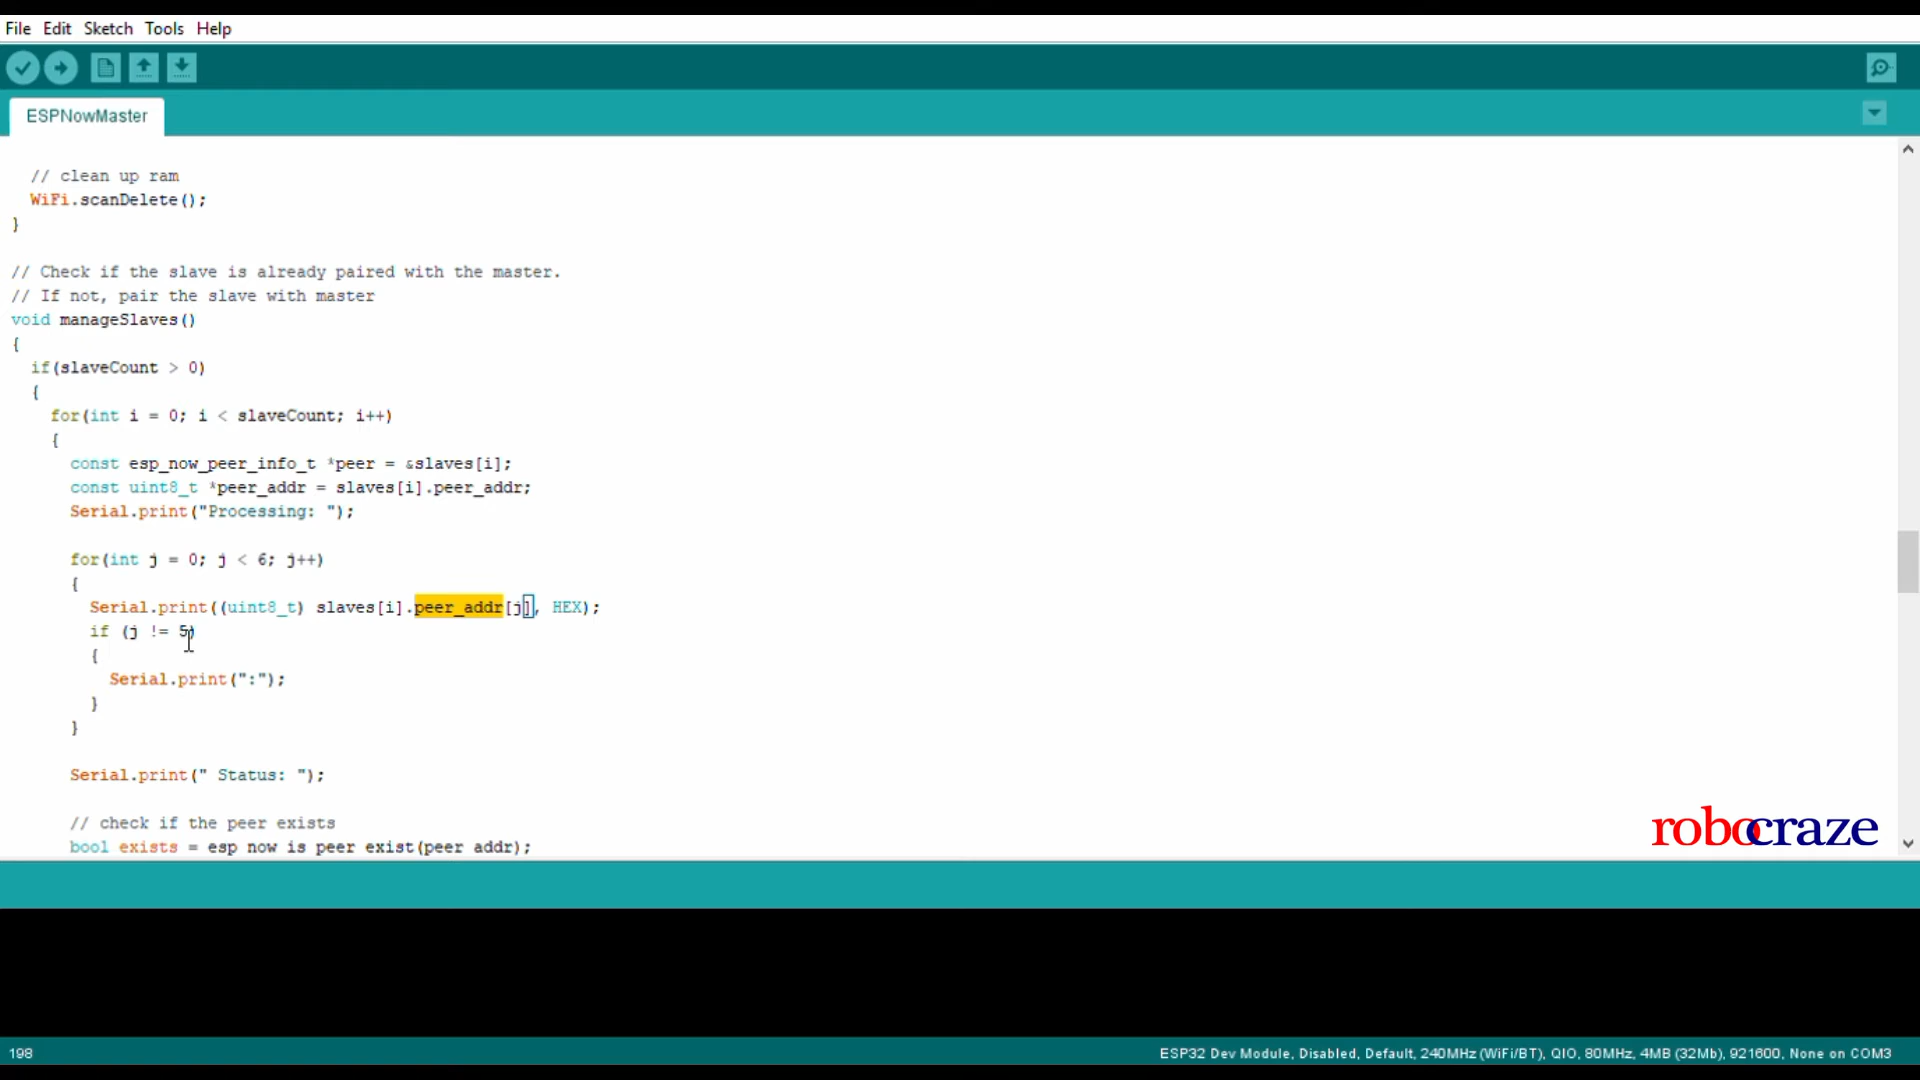 File Edit Sketch Tools Help
ESPNowMaster
// clean up ram
WiFi.scanDelete();
}
// Check if the slave is already paired with the master.
// If not, pair the slave with master
void manageSlaves()
{
if(slaveCount > 0)
{
for(int i = 0; i < slaveCount; i++)
{
const esp_now_peer_info_t *peer = &slaves[i];
const uint8_t *peer_addr = slaves[i].peer_addr;
Serial.print("Processing: ");
for(int j = 0; j < 6; j++)
{
Serial.print((uint8_t) slaves[i].peer_addr[j], HEX);
if (j != 5)
{
Serial.print(":");
}
}
Serial.print(" Status: ");
// check if the peer exists
bool exists = esp_now_is_peer_exist(peer_addr);
robocraze
198
ESP32 Dev Module, Disabled, Default, 240MHz (WiFi/BT), QIO, 80MHz, 4MB (32Mb), 921600, None on COM3